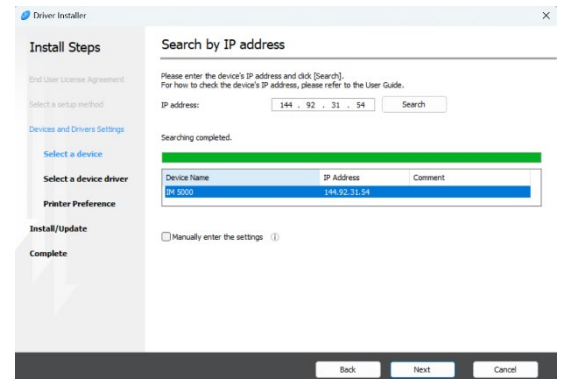 Driver Installer
Install Steps
End User License Agreement
Select a setup method
Devices and Drivers Settings
Select a device
Select a device driver
Printer Preference
Install/Update
Complete
Search by IP address
Please enter the device's IP address and click [Search].
For how to check the device's IP address, please refer to the User Guide.
IP address: 144 . 92 . 31 . 54 Search
Searching completed.
Device Name IP Address Comment
IM 5000 144.92.31.54
Manually enter the settings
Back Next Cancel